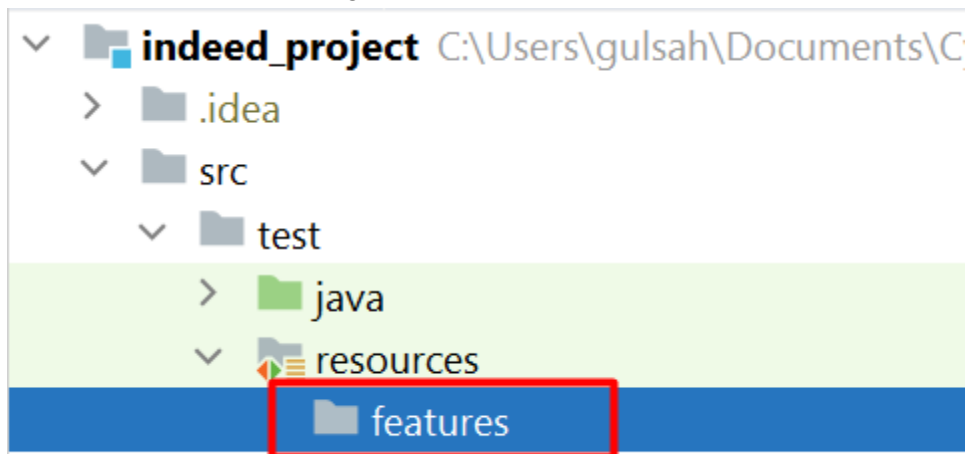 indeed_project C:\Users\gulsah\Documents\C
.idea
src
test
java
resources
features